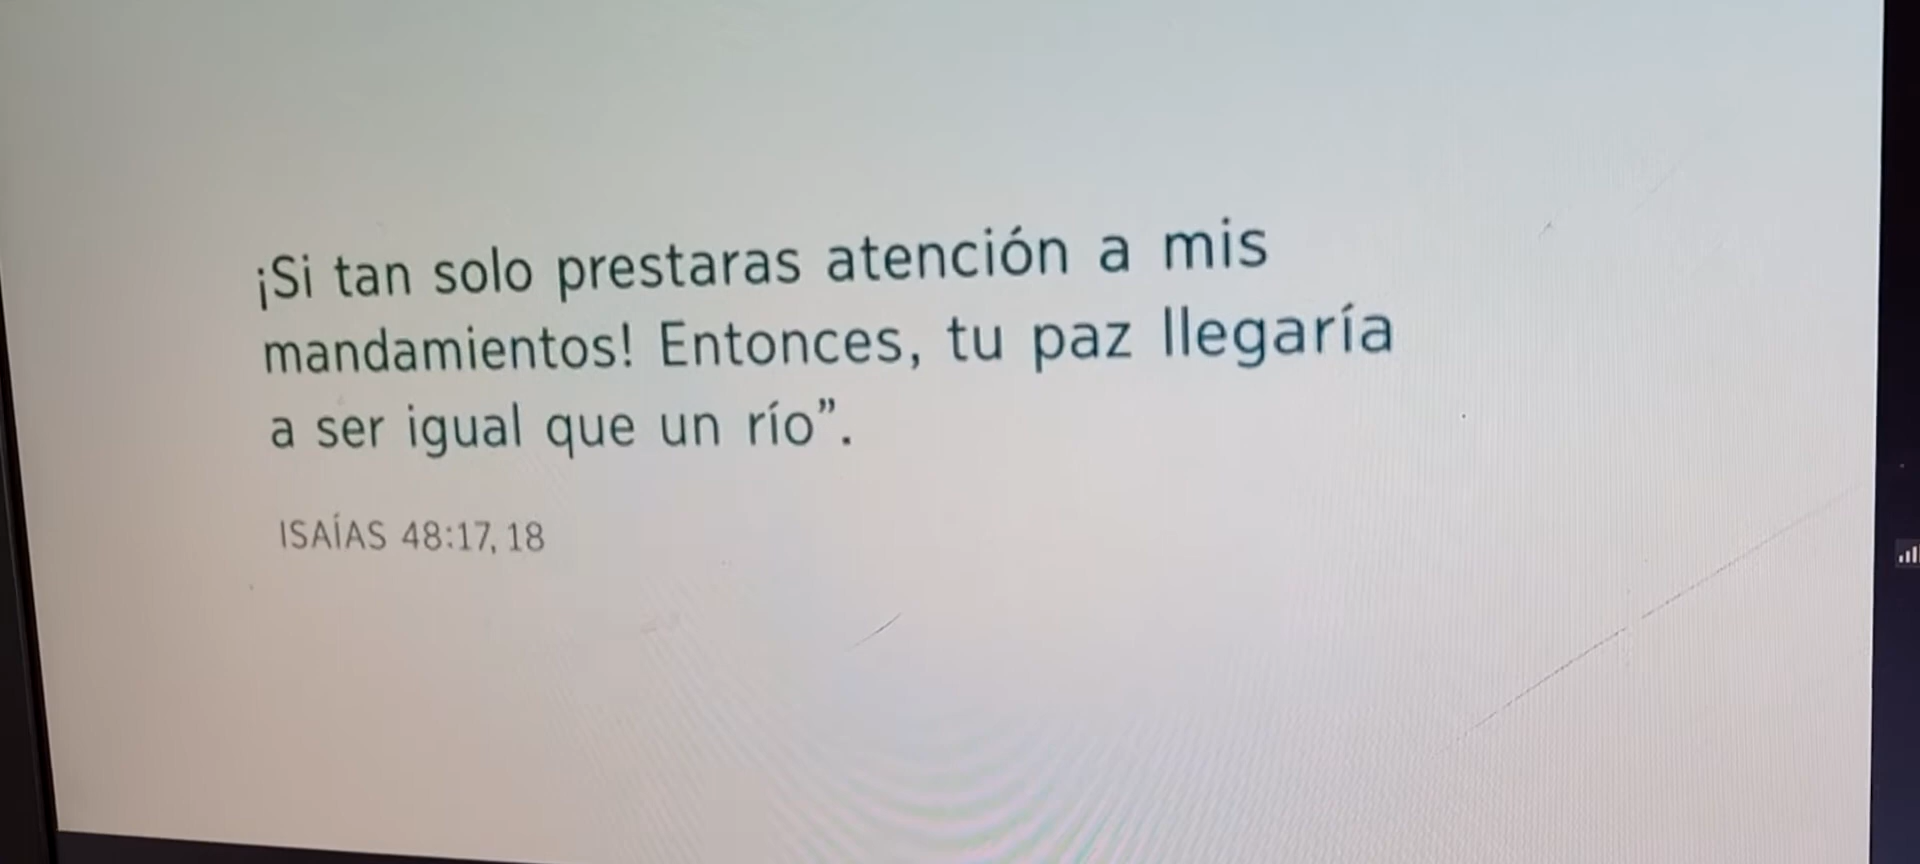 ¡Si tan solo prestaras atención a mis
mandamientos! Entonces, tu paz llegaría
a ser igual que un río”.
ISAÍAS 48:17, 18